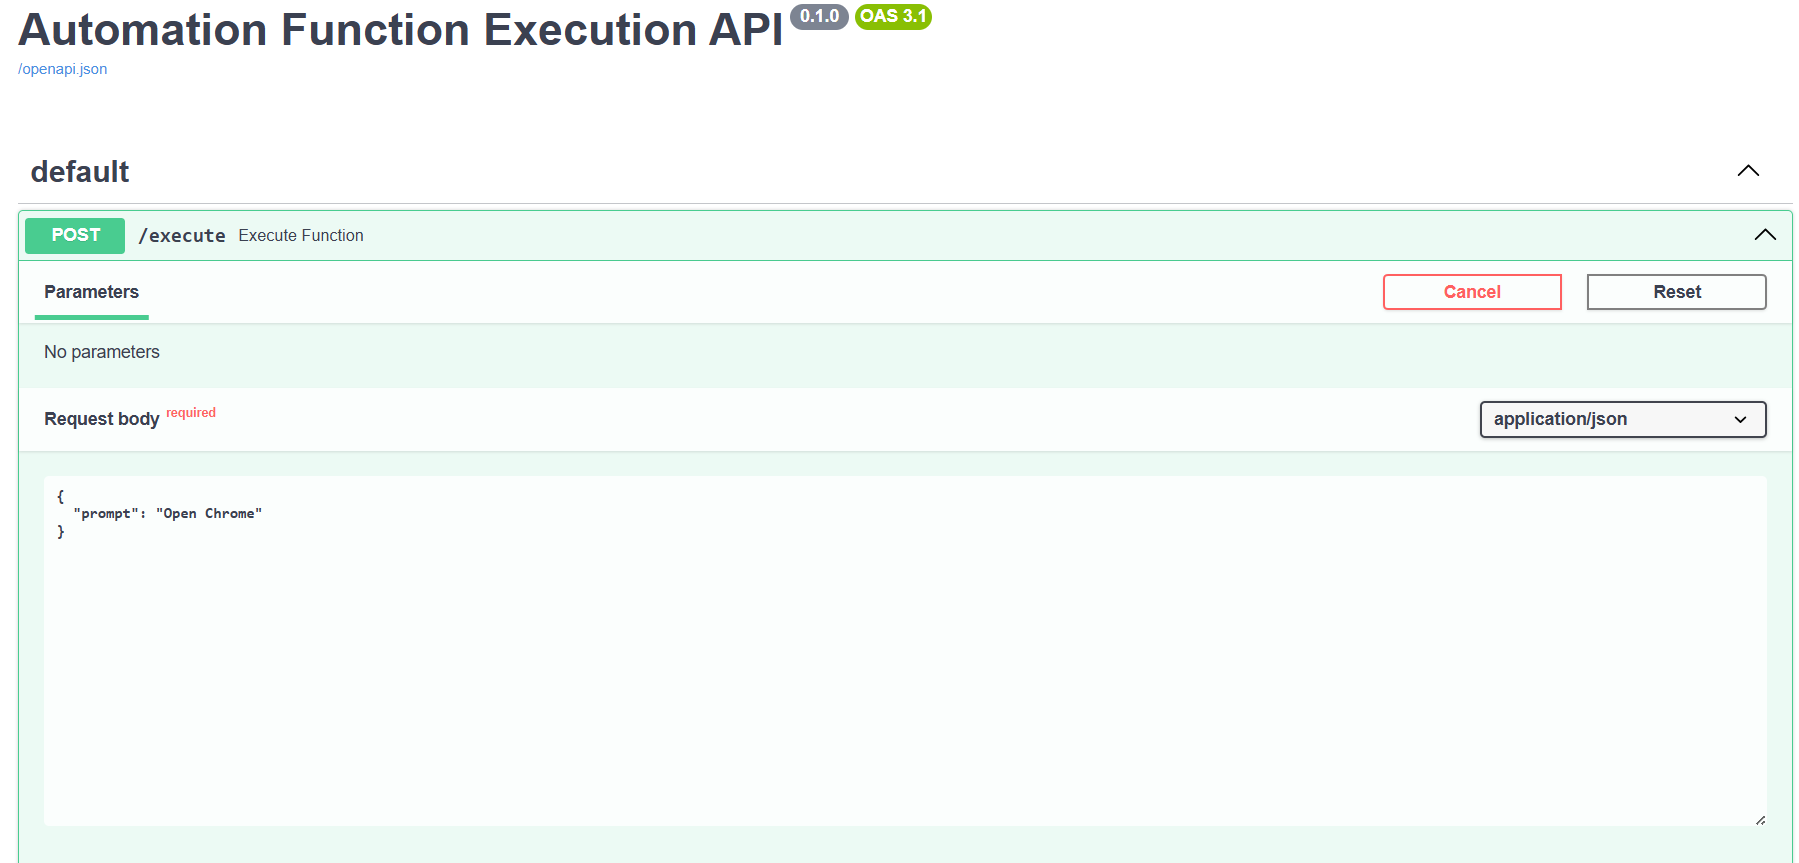 Automation Function Execution API 0.1.0 OAS 3.1
/openapi.json
default
POST /execute Execute Function
Parameters Cancel Reset
No parameters
Request body required application/json
{
  "prompt": "Open Chrome"
}